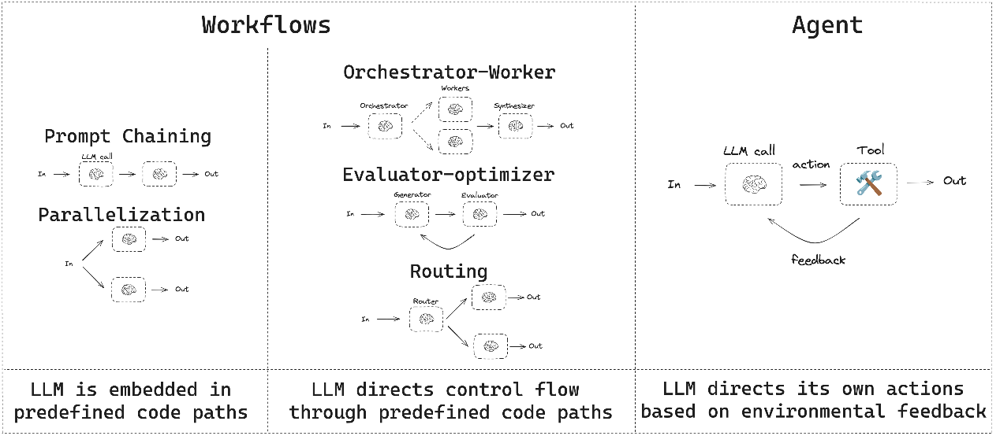 Workflows
Prompt Chaining
LLM call
In
Out
Parallelization
In
Out
Out
Orchestrator-Worker
Workers
Orchestrator
Synthesizer
In
Out
Evaluator-optimizer
Generator
Evaluator
In
Out
Routing
Router
In
Out
Out
LLM is embedded in
predefined code paths
LLM directs control flow
through predefined code paths
Agent
LLM call
Tool
action
In
Out
feedback
LLM directs its own actions
based on environmental feedback